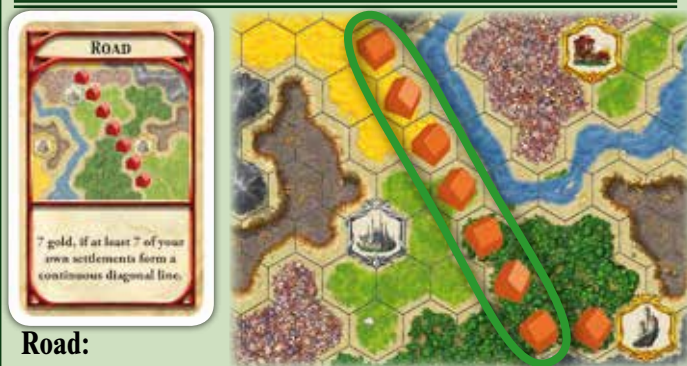 ROAD
7 gold, if at least 7 of your
own settlements form a
continuous diagonal line.
Road: